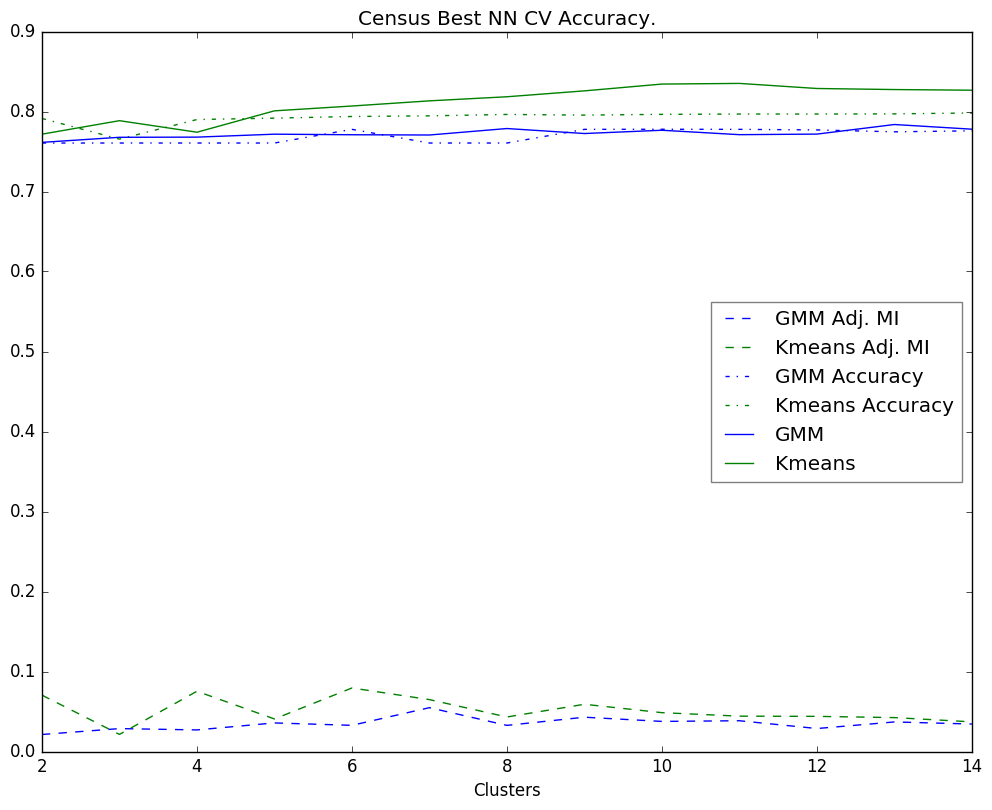 Census Best NN CV Accuracy.
0.9
0.8
0.7
0.6
0.5
0.4
0.3
0.2
0.1
0.0
GMM Adj. MI
Kmeans Adj. MI
GMM Accuracy
Kmeans Accuracy
GMM
Kmeans
2 4 6 8 10 12 14
Clusters